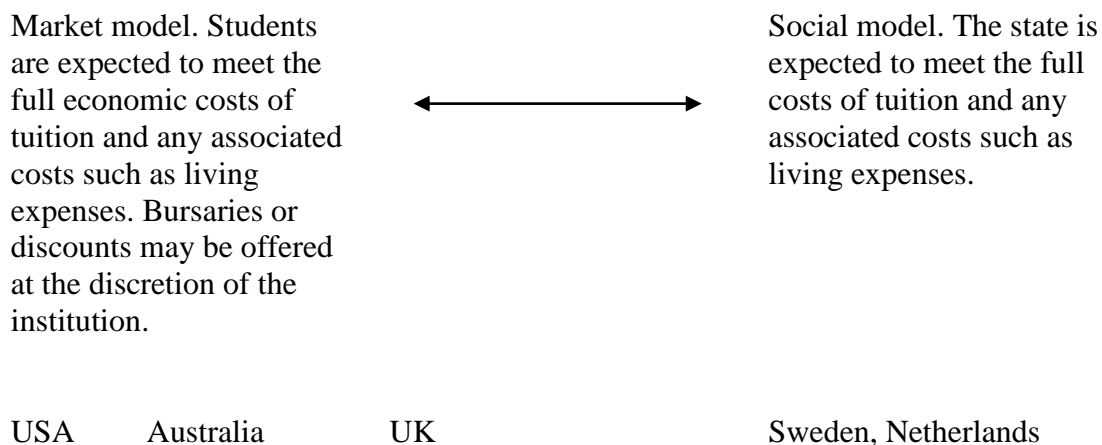 Market model. Students
are expected to meet the
full economic costs of
tuition and any associated
costs such as living
expenses. Bursaries or
discounts may be offered
at the discretion of the
institution.
Social model. The state is
expected to meet the full
costs of tuition and any
associated costs such as
living expenses.
USA Australia UK Sweden, Netherlands